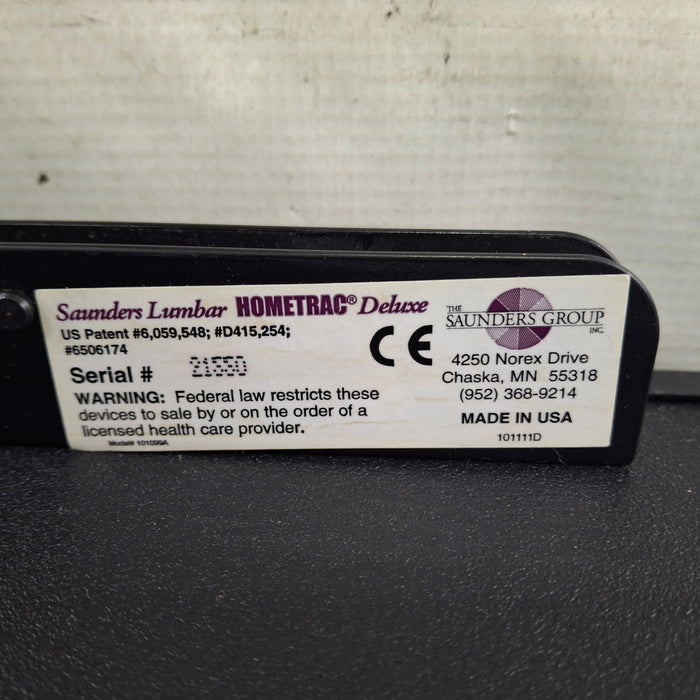 Saunders Lumbar HOMETRAC® Deluxe
US Patent #6,059,548; #D415,254;
#6506174
Serial # 21550
WARNING: Federal law restricts these
devices to sale by or on the order of a
licensed health care provider.
Model# 101099A
CE
THE
SAUNDERS GROUP
INC.
4250 Norex Drive
Chaska, MN 55318
(952) 368-9214
MADE IN USA
101111D